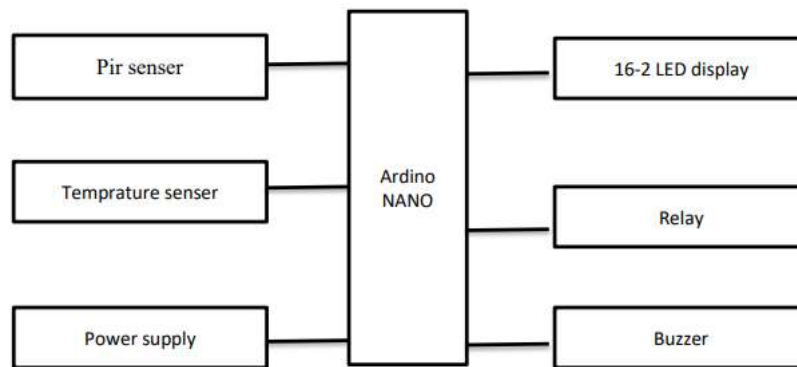 Pir senser
16-2 LED display
Temprature senser
Ardino
NANO
Relay
Power supply
Buzzer